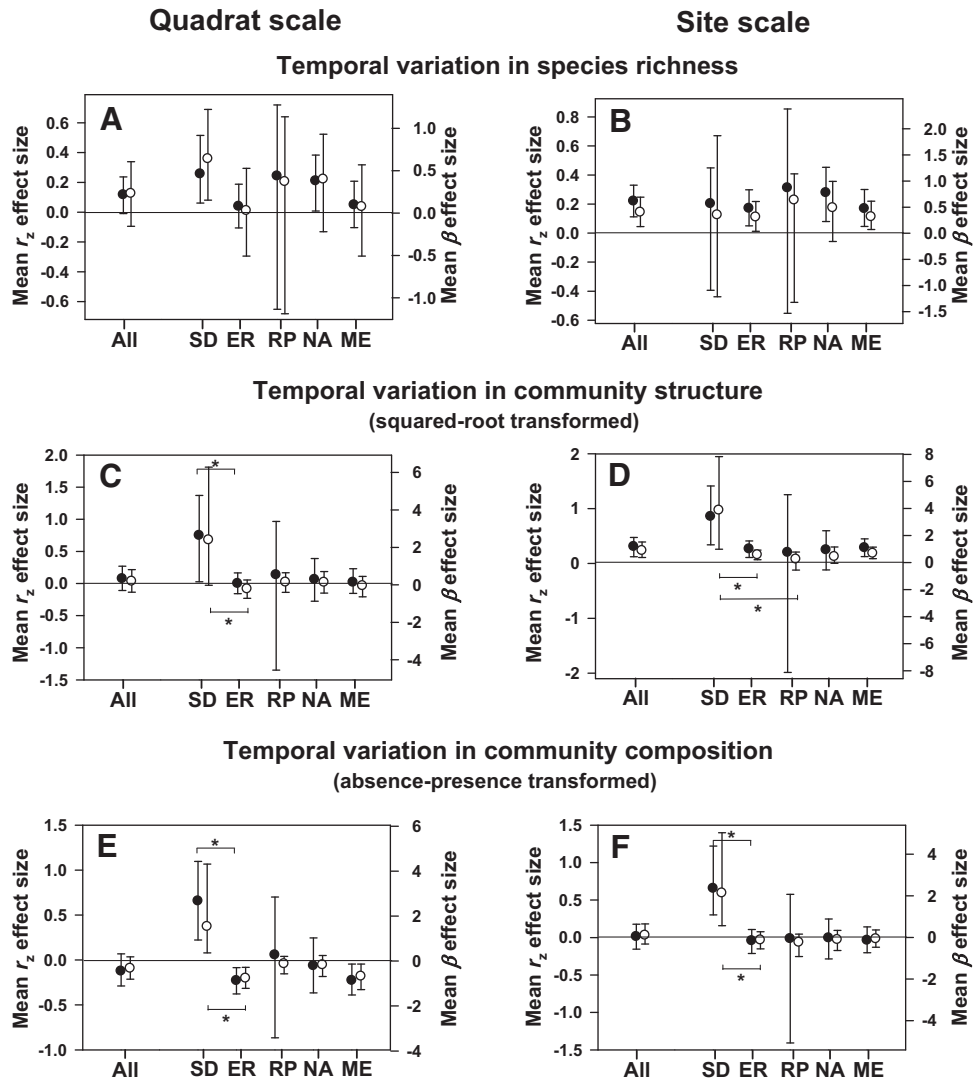 Quadrat scale
Site scale
Temporal variation in species richness
A
Mean r_z effect size
0.6
0.4
0.2
0.0
-0.2
-0.4
-0.6
1.0
0.5
0.0
-0.5
-1.0
Mean β effect size
All SD ER RP NA ME
B
Mean r_z effect size
0.8
0.6
0.4
0.2
0.0
-0.2
-0.4
-0.6
2.0
1.5
1.0
0.5
0.0
-0.5
-1.0
-1.5
Mean β effect size
All SD ER RP NA ME
Temporal variation in community structure
(squared-root transformed)
C
Mean r_z effect size
2.0
1.5
1.0
0.5
0.0
-0.5
-1.0
-1.5
6
4
2
0
-2
-4
Mean β effect size
*
*
All SD ER RP NA ME
D
Mean r_z effect size
2
1
0
-1
-2
8
6
4
2
0
-2
-4
-6
-8
Mean β effect size
*
*
All SD ER RP NA ME
Temporal variation in community composition
(absence-presence transformed)
E
Mean r_z effect size
1.5
1.0
0.5
0.0
-0.5
-1.0
6
4
2
0
-2
-4
Mean β effect size
*
*
All SD ER RP NA ME
F
Mean r_z effect size
1.5
1.0
0.5
0.0
-0.5
-1.0
-1.5
4
2
0
-2
-4
Mean β effect size
*
*
All SD ER RP NA ME